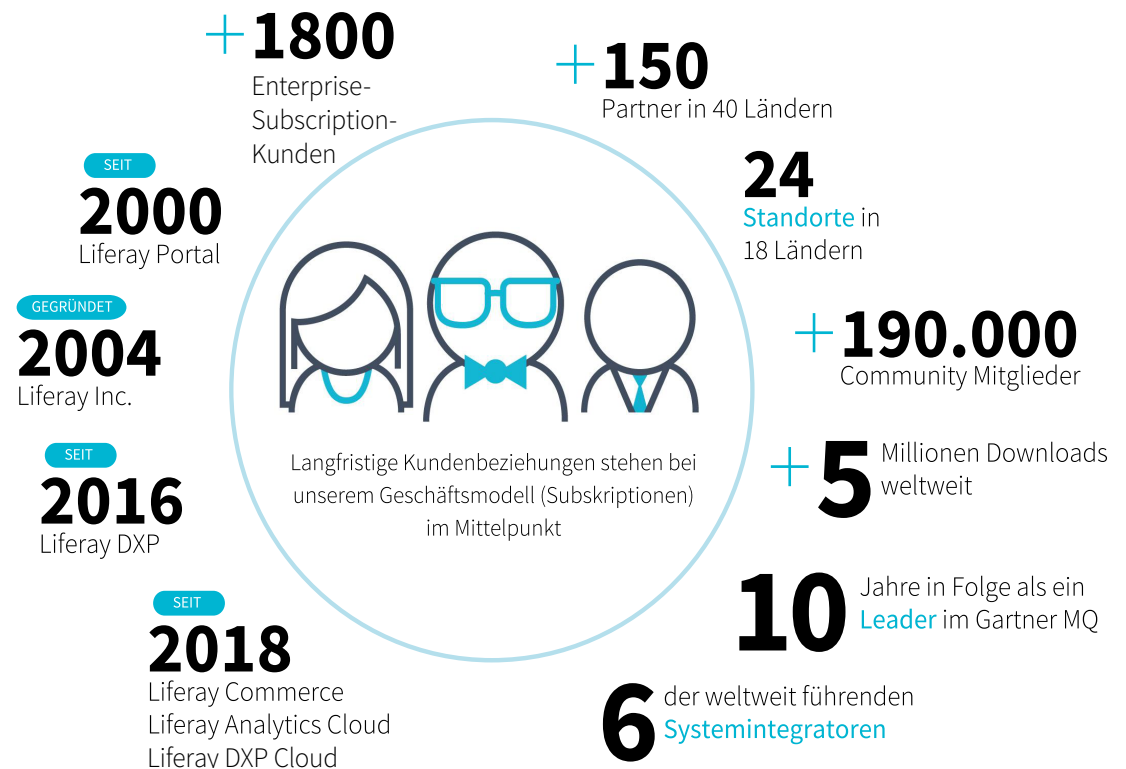 +1800
Enterprise-
Subscription-
Kunden
+150
Partner in 40 Ländern
24
Standorte in
18 Ländern
+190.000
Community Mitglieder
+5 Millionen Downloads
weltweit
10 Jahre in Folge als ein
Leader im Gartner MQ
6 der weltweit führenden
Systemintegratoren
SEIT
2000
Liferay Portal
GEGRÜNDET
2004
Liferay Inc.
SEIT
2016
Liferay DXP
SEIT
2018
Liferay Commerce
Liferay Analytics Cloud
Liferay DXP Cloud
Langfristige Kundenbeziehungen stehen bei
unserem Geschäftsmodell (Subskriptionen)
im Mittelpunkt